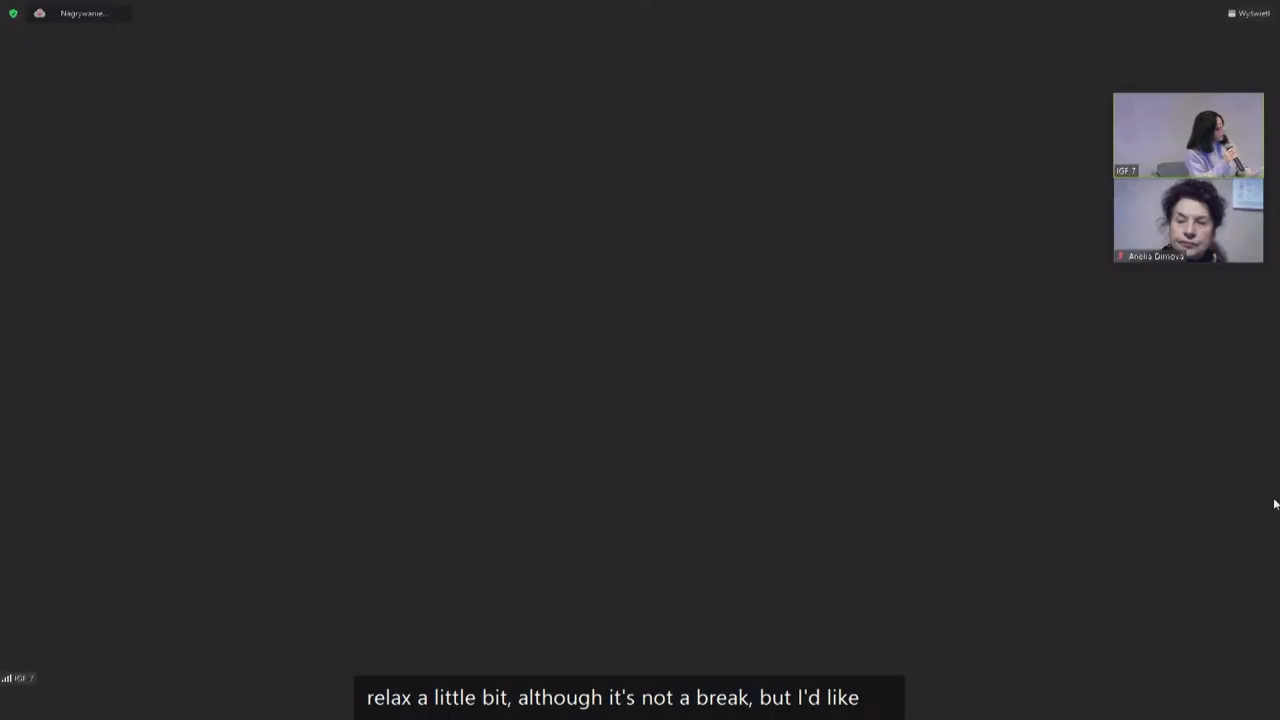 Nagrywanie...
Wyświetl
IGF 7
Anelia Dimova
IGF 7
relax a little bit, although it's not a break, but I'd like